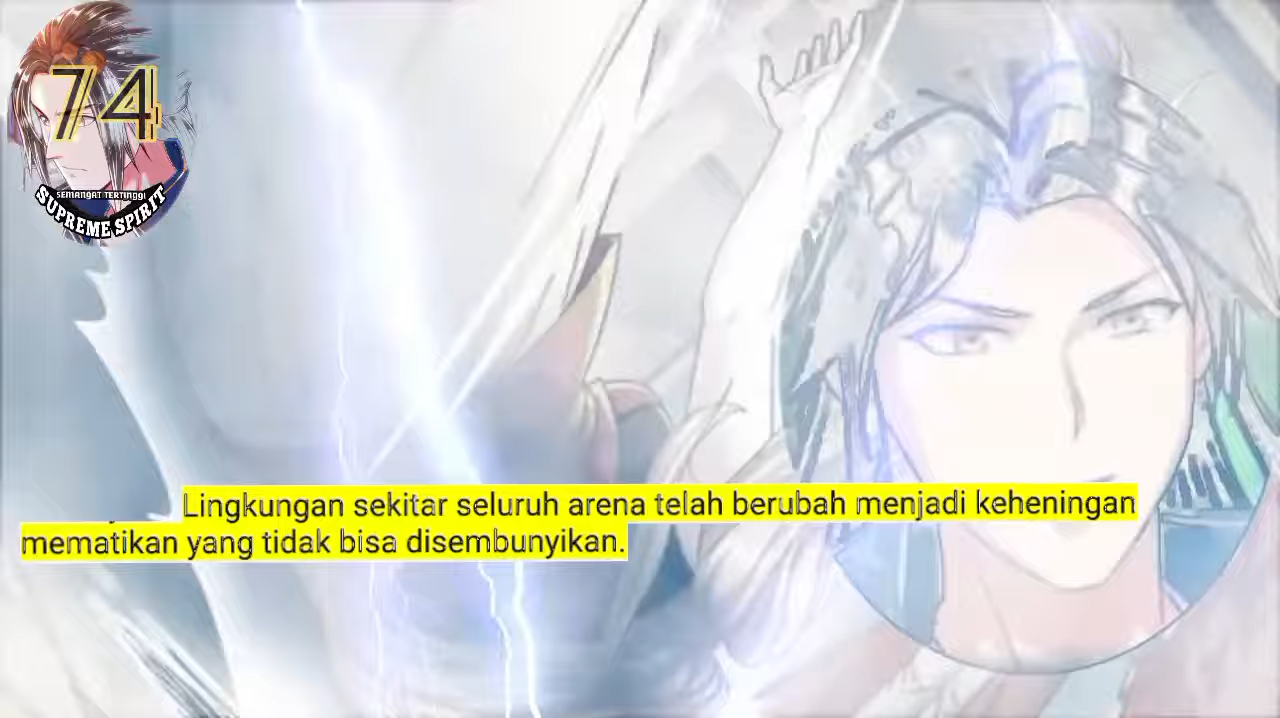 74
SEMANGAT TERTINGGI
SUPREME SPIRIT
Lingkungan sekitar seluruh arena telah berubah menjadi keheningan
mematikan yang tidak bisa disembunyikan.